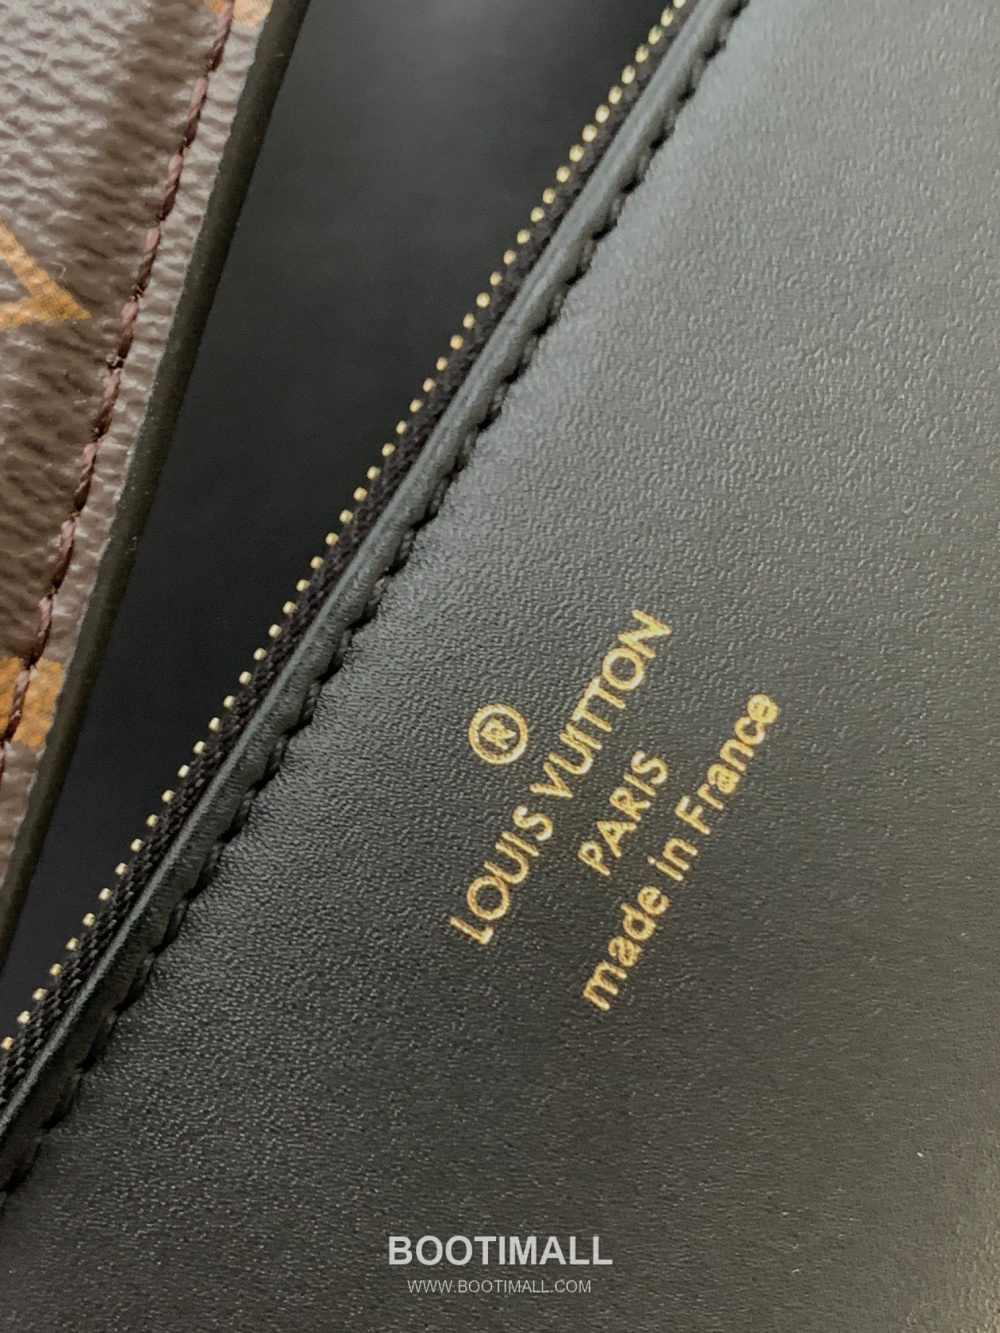 ®
LOUIS VUITTON
PARIS
made in France
BOOTIMALL
WWW.BOOTIMALL.COM